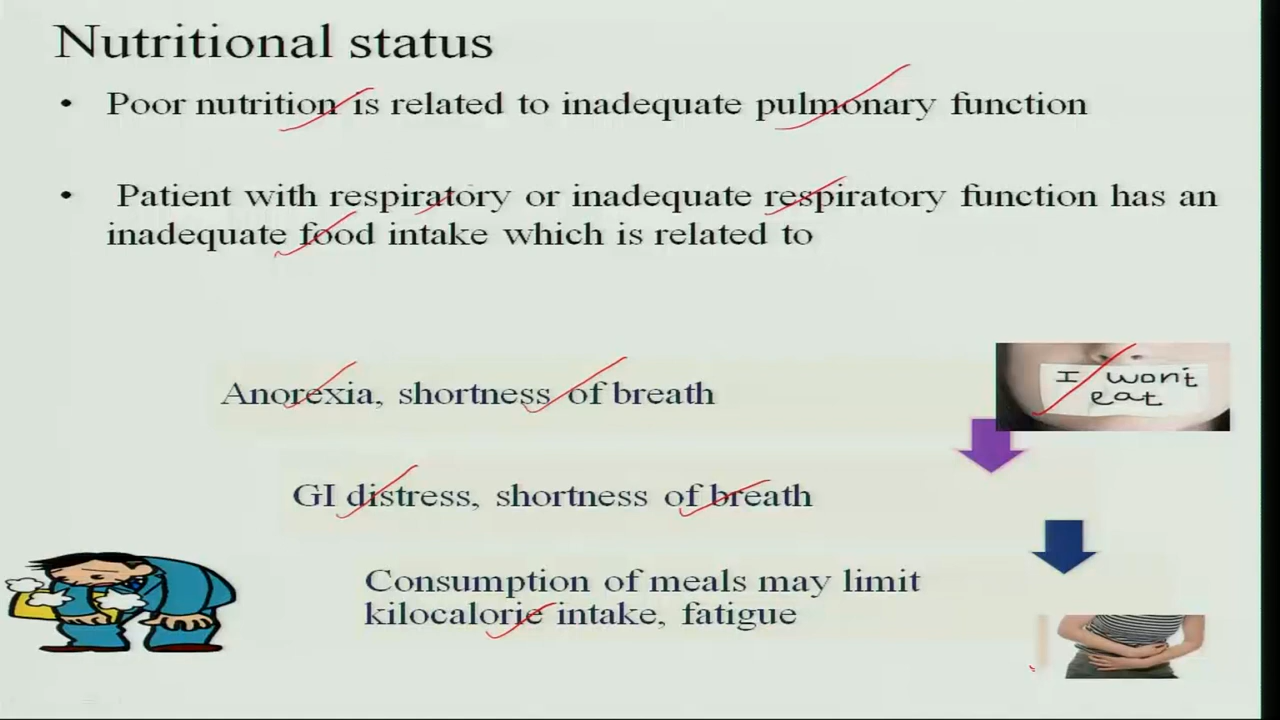 Nutritional status
• Poor nutrition is related to inadequate pulmonary function
• Patient with respiratory or inadequate respiratory function has an
inadequate food intake which is related to
Anorexia, shortness of breath
I won't
eat
GI distress, shortness of breath
Consumption of meals may limit
kilocalorie intake, fatigue